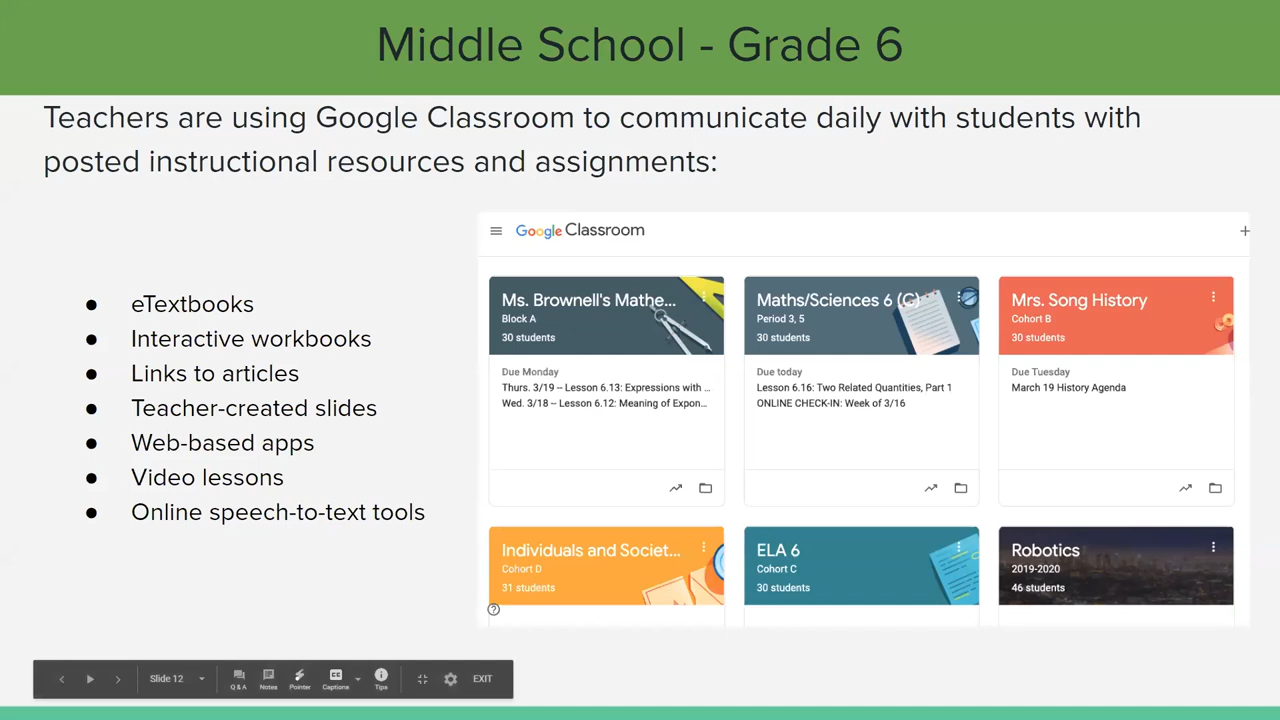 Middle School - Grade 6
Teachers are using Google Classroom to communicate daily with students with
posted instructional resources and assignments:
● eTextbooks
● Interactive workbooks
● Links to articles
● Teacher-created slides
● Web-based apps
● Video lessons
● Online speech-to-text tools
Google Classroom
Ms. Brownell's Mathe...
Block A
30 students
Due Monday
Thurs. 3/19 -- Lesson 6.13: Expressions with ...
Wed. 3/18 -- Lesson 6.12: Meaning of Expon...
Maths/Sciences 6 (C)
Period 3, 5
30 students
Due today
Lesson 6.16: Two Related Quantities, Part 1
ONLINE CHECK-IN: Week of 3/16
Mrs. Song History
Cohort B
30 students
Due Tuesday
March 19 History Agenda
Individuals and Societ...
Cohort D
31 students
ELA 6
Cohort C
30 students
Robotics
2019-2020
46 students
Slide 12
Q & A
Notes
Pointer
CC
Captions
Tips
EXIT